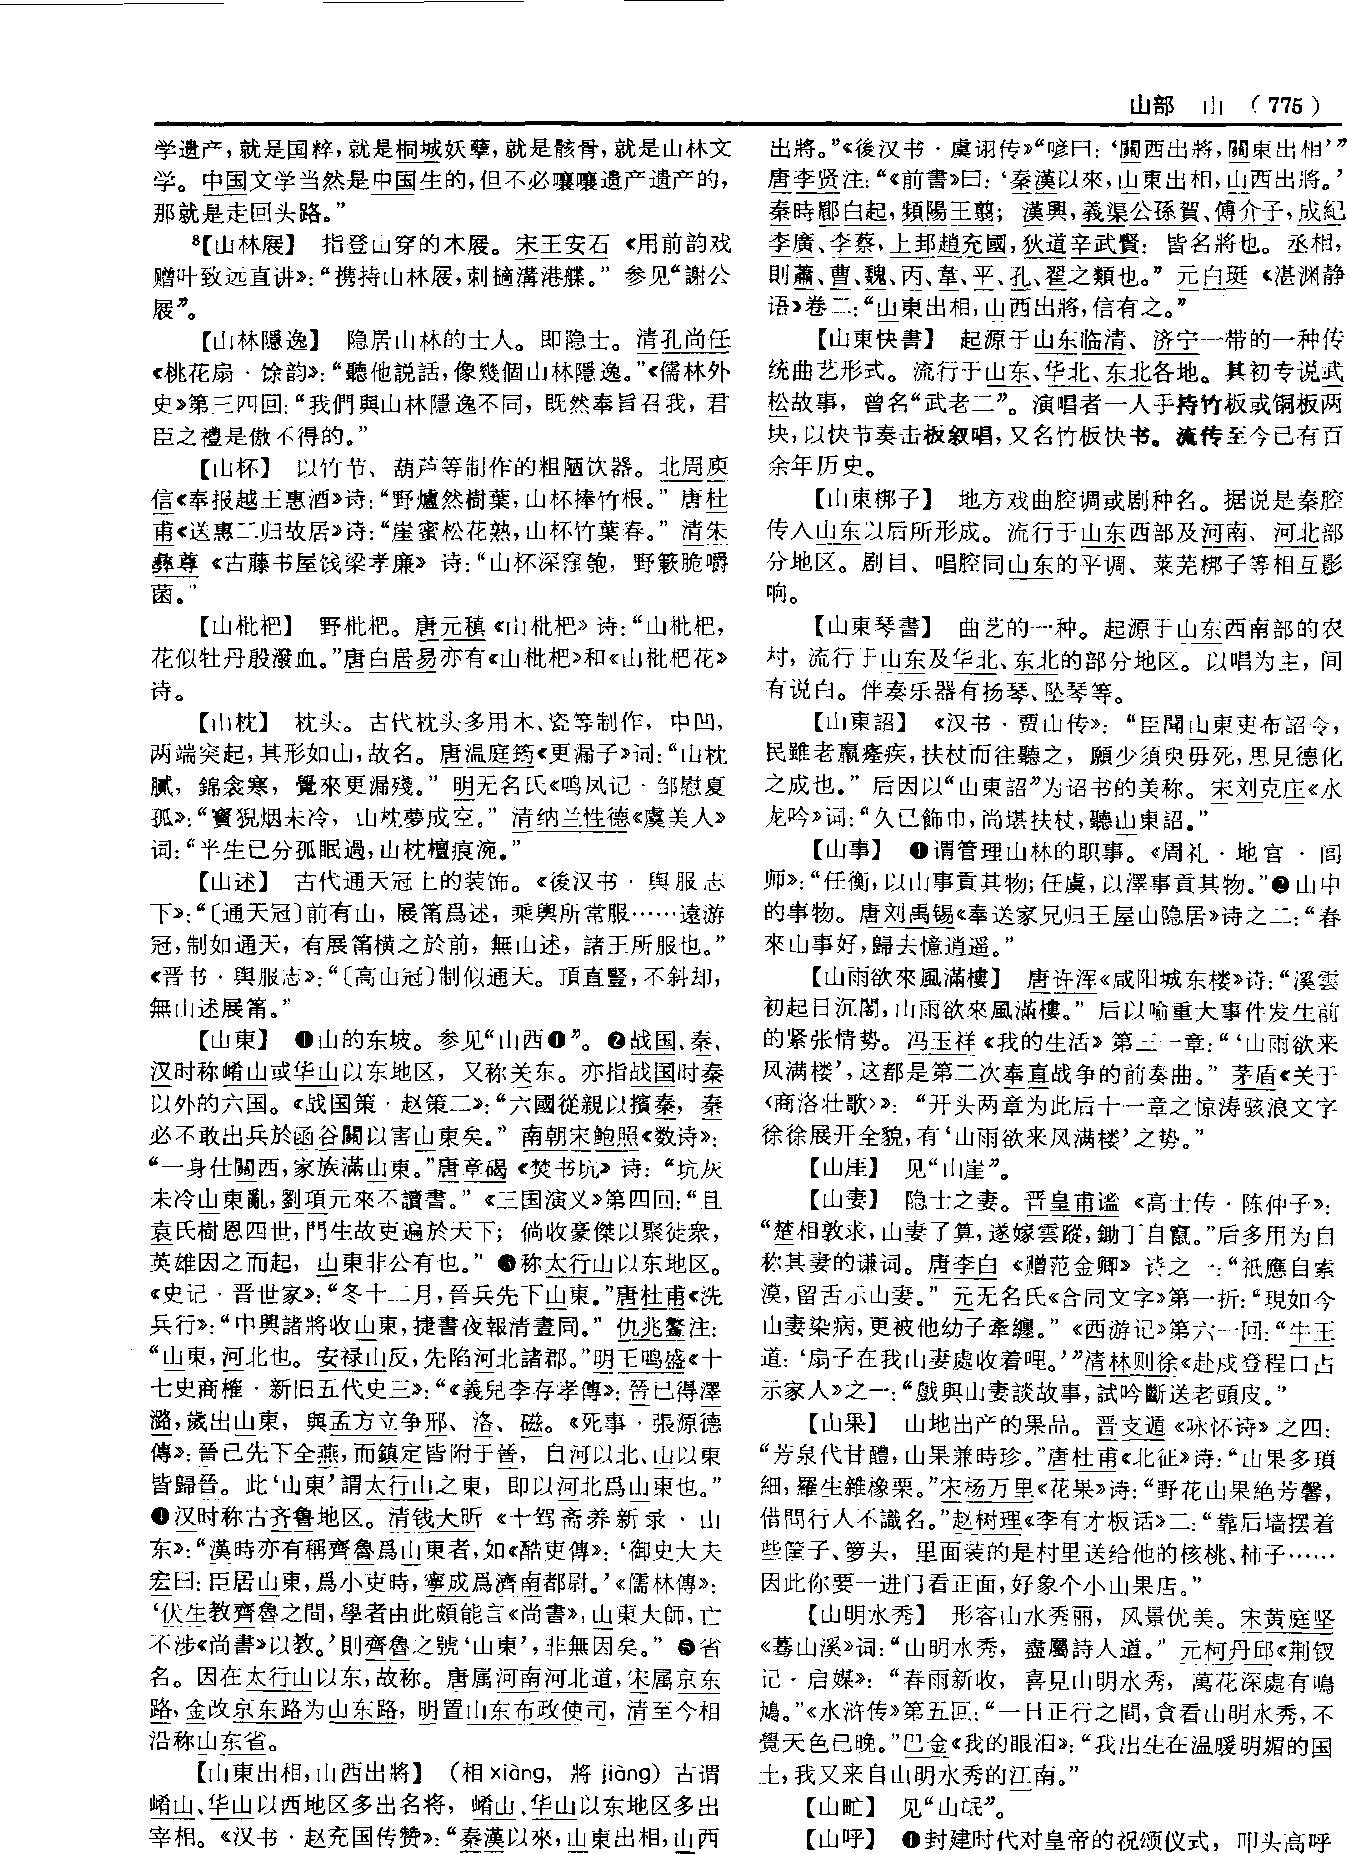 山部 山 （775）
学遗产，就是国粹，就是桐城妖孽，就是骸骨，就是山林文
学。中国文学当然是中国生的，但不必嚷嚷遗产遗产的，
那就是走回头路。”
⁸【山林屐】 指登山穿的木屐。宋王安石《用前韵戏
赠叶致远直讲》：“携持山林屐，刺擿溝港艓。” 参见“謝公
屐”。
【山林隱逸】 隐居山林的士人。即隐士。清孔尚任
《桃花扇·馀韵》：“聽他説話，像幾個山林隱逸。”《儒林外
史》第三四回：“我們與山林隱逸不同，既然奉旨召我，君
臣之禮是傲不得的。”
【山杯】 以竹节、葫芦等制作的粗陋饮器。北周庾
信《奉报越王惠酒》诗：“野爐然樹葉，山杯捧竹根。” 唐杜
甫《送惠二归故居》诗：“崖蜜松花熟，山杯竹葉春。” 清朱
彝尊《古藤书屋饯梁孝廉》诗：“山杯深窪匏，野簌脆嚼
菌。”
【山枇杷】 野枇杷。唐元稹《山枇杷》诗：“山枇杷，
花似牡丹殷潑血。”唐白居易亦有《山枇杷》和《山枇杷花》
诗。
【山枕】 枕头。古代枕头多用木、瓷等制作，中凹，
两端突起，其形如山，故名。唐温庭筠《更漏子》词：“山枕
腻，錦衾寒，覺來更漏殘。” 明无名氏《鸣凤记·邹慰夏
孤》：“寳猊烟未冷，山枕夢成空。” 清纳兰性德《虞美人》
词：“半生已分孤眠過，山枕檀痕涴。”
【山述】 古代通天冠上的装饰。《後汉书·舆服志
下》：“〔通天冠〕前有山，展筩爲述，乘輿所常服……遠游
冠，制如通天，有展筩横之於前，無山述，諸王所服也。”
《晋书·舆服志》：“〔高山冠〕制似通天。頂直豎，不斜却，
無山述展筩。”
【山東】 ❶山的东坡。参见“山西❶”。❷战国、秦、
汉时称崤山或华山以东地区，又称关东。亦指战国时秦
以外的六国。《战国策·赵策二》：“六國從親以擯秦，秦
必不敢出兵於函谷關以害山東矣。” 南朝宋鲍照《数诗》：
“一身仕關西，家族滿山東。”唐章碣《焚书坑》诗：“坑灰
未冷山東亂，劉項元來不讀書。”《三国演义》第四回：“且
袁氏樹恩四世，門生故吏遍於天下；倘收豪傑以聚徒衆，
英雄因之而起，山東非公有也。” ❸称太行山以东地区。
《史记·晋世家》：“冬十二月，晉兵先下山東。”唐杜甫《洗
兵行》：“中興諸將收山東，捷書夜報清晝同。” 仇兆鳌注：
“山東，河北也。安禄山反，先陷河北諸郡。”明王鸣盛《十
七史商榷·新旧五代史三》：“《義兒李存孝傳》：晉已得澤
潞，歲出山東，與孟方立争邢、洺、磁。《死事·張源德
傳》：晉已先下全燕，而鎮定皆附于晉，自河以北、山以東
皆歸晉。此‘山東’謂太行山之東，即以河北爲山東也。”
❹汉时称古齐鲁地区。清钱大昕《十驾斋养新录·山
东》：“漢時亦有稱齊魯爲山東者，如《酷吏傳》：‘御史大夫
宏曰：臣居山東，爲小吏時，寧成爲濟南都尉。’《儒林傳》：
‘伏生教齊魯之間，學者由此頗能言《尚書》，山東大師，亡
不涉《尚書》以教。’則齊魯之號‘山東’，非無因矣。” ❺省
名。因在太行山以东，故称。唐属河南河北道，宋属京东
路，金改京东路为山东路，明置山东布政使司，清至今相
沿称山东省。
【山東出相，山西出將】 （相xiàng，將jiàng）古谓
崤山、华山以西地区多出名将，崤山、华山以东地区多出
宰相。《汉书·赵充国传赞》：“秦漢以來，山東出相，山西
出將。”《後汉书·虞诩传》“喭曰：‘關西出將，關東出相’”
唐李贤注：“《前書》曰：‘秦漢以來，山東出相，山西出將。’
秦時郿白起，頻陽王翦；漢興，義渠公孫賀、傅介子，成紀
李廣、李蔡，上邽趙充國，狄道辛武賢：皆名將也。丞相，
則蕭、曹、魏、丙、韋、平、孔、翟之類也。” 元白珽《湛渊静
语》卷二：“山東出相，山西出將，信有之。”
【山東快書】 起源于山东临清、济宁一带的一种传
统曲艺形式。流行于山东、华北、东北各地。其初专说武
松故事，曾名“武老二”。演唱者一人手持竹板或铜板两
块，以快节奏击板叙唱，又名竹板快书。流传至今已有百
余年历史。
【山東梆子】 地方戏曲腔调或剧种名。据说是秦腔
传入山东以后所形成。流行于山东西部及河南、河北部
分地区。剧目、唱腔同山东的平调、莱芜梆子等相互影
响。
【山東琴書】 曲艺的一种。起源于山东西南部的农
村，流行于山东及华北、东北的部分地区。以唱为主，间
有说白。伴奏乐器有扬琴、坠琴等。
【山東詔】 《汉书·贾山传》：“臣聞山東吏布詔令，
民雖老羸癃疾，扶杖而往聽之，願少須臾毋死，思見德化
之成也。” 后因以“山東詔”为诏书的美称。宋刘克庄《水
龙吟》词：“久已飾巾，尚堪扶杖，聽山東詔。”
【山事】 ❶谓管理山林的职事。《周礼·地官·闾
师》：“任衡，以山事貢其物；任虞，以澤事貢其物。”❷山中
的事物。唐刘禹锡《奉送家兄归王屋山隐居》诗之二：“春
來山事好，歸去憶逍遥。”
【山雨欲來風滿樓】 唐许浑《咸阳城东楼》诗：“溪雲
初起日沉閣，山雨欲來風滿樓。” 后以喻重大事件发生前
的紧张情势。冯玉祥《我的生活》第三一章：“‘山雨欲来
风满楼’，这都是第二次奉直战争的前奏曲。” 茅盾《关于
〈商洛壮歌〉》：“开头两章为此后十一章之惊涛骇浪文字
徐徐展开全貌，有‘山雨欲来风满楼’之势。”
【山厓】 见“山崖”。
【山妻】 隐士之妻。晋皇甫谧《高士传·陈仲子》：
“楚相敦求，山妻了算，遂嫁雲蹤，鋤丁自竄。”后多用为自
称其妻的谦词。唐李白《赠范金卿》诗之一：“祇應自索
漠，留舌示山妻。” 元无名氏《合同文字》第一折：“現如今
山妻染病，更被他幼子牽纏。”《西游记》第六一回：“牛王
道：‘扇子在我山妻處收着哩。’”清林则徐《赴戍登程口占
示家人》之一：“戲與山妻談故事，試吟斷送老頭皮。”
【山果】 山地出产的果品。晋支遁《咏怀诗》之四：
“芳泉代甘醴，山果兼時珍。”唐杜甫《北征》诗：“山果多瑣
細，羅生雜橡栗。”宋杨万里《花果》诗：“野花山果絶芳馨，
借問行人不識名。”赵树理《李有才板话》二：“靠后墙摆着
些筐子、箩头，里面装的是村里送给他的核桃、柿子……
因此你要一进门看正面，好象个小山果店。”
【山明水秀】 形容山水秀丽，风景优美。宋黄庭坚
《蓦山溪》词：“山明水秀，盡屬詩人道。” 元柯丹邱《荆钗
记·启媒》：“春雨新收，喜見山明水秀，萬花深處有鳴
鳩。”《水浒传》第五回：“一日正行之間，貪看山明水秀，不
覺天色已晚。”巴金《我的眼泪》：“我出生在温暖明媚的国
土，我又来自山明水秀的江南。”
【山甿】 见“山氓”。
【山呼】 ❶封建时代对皇帝的祝颂仪式，叩头高呼